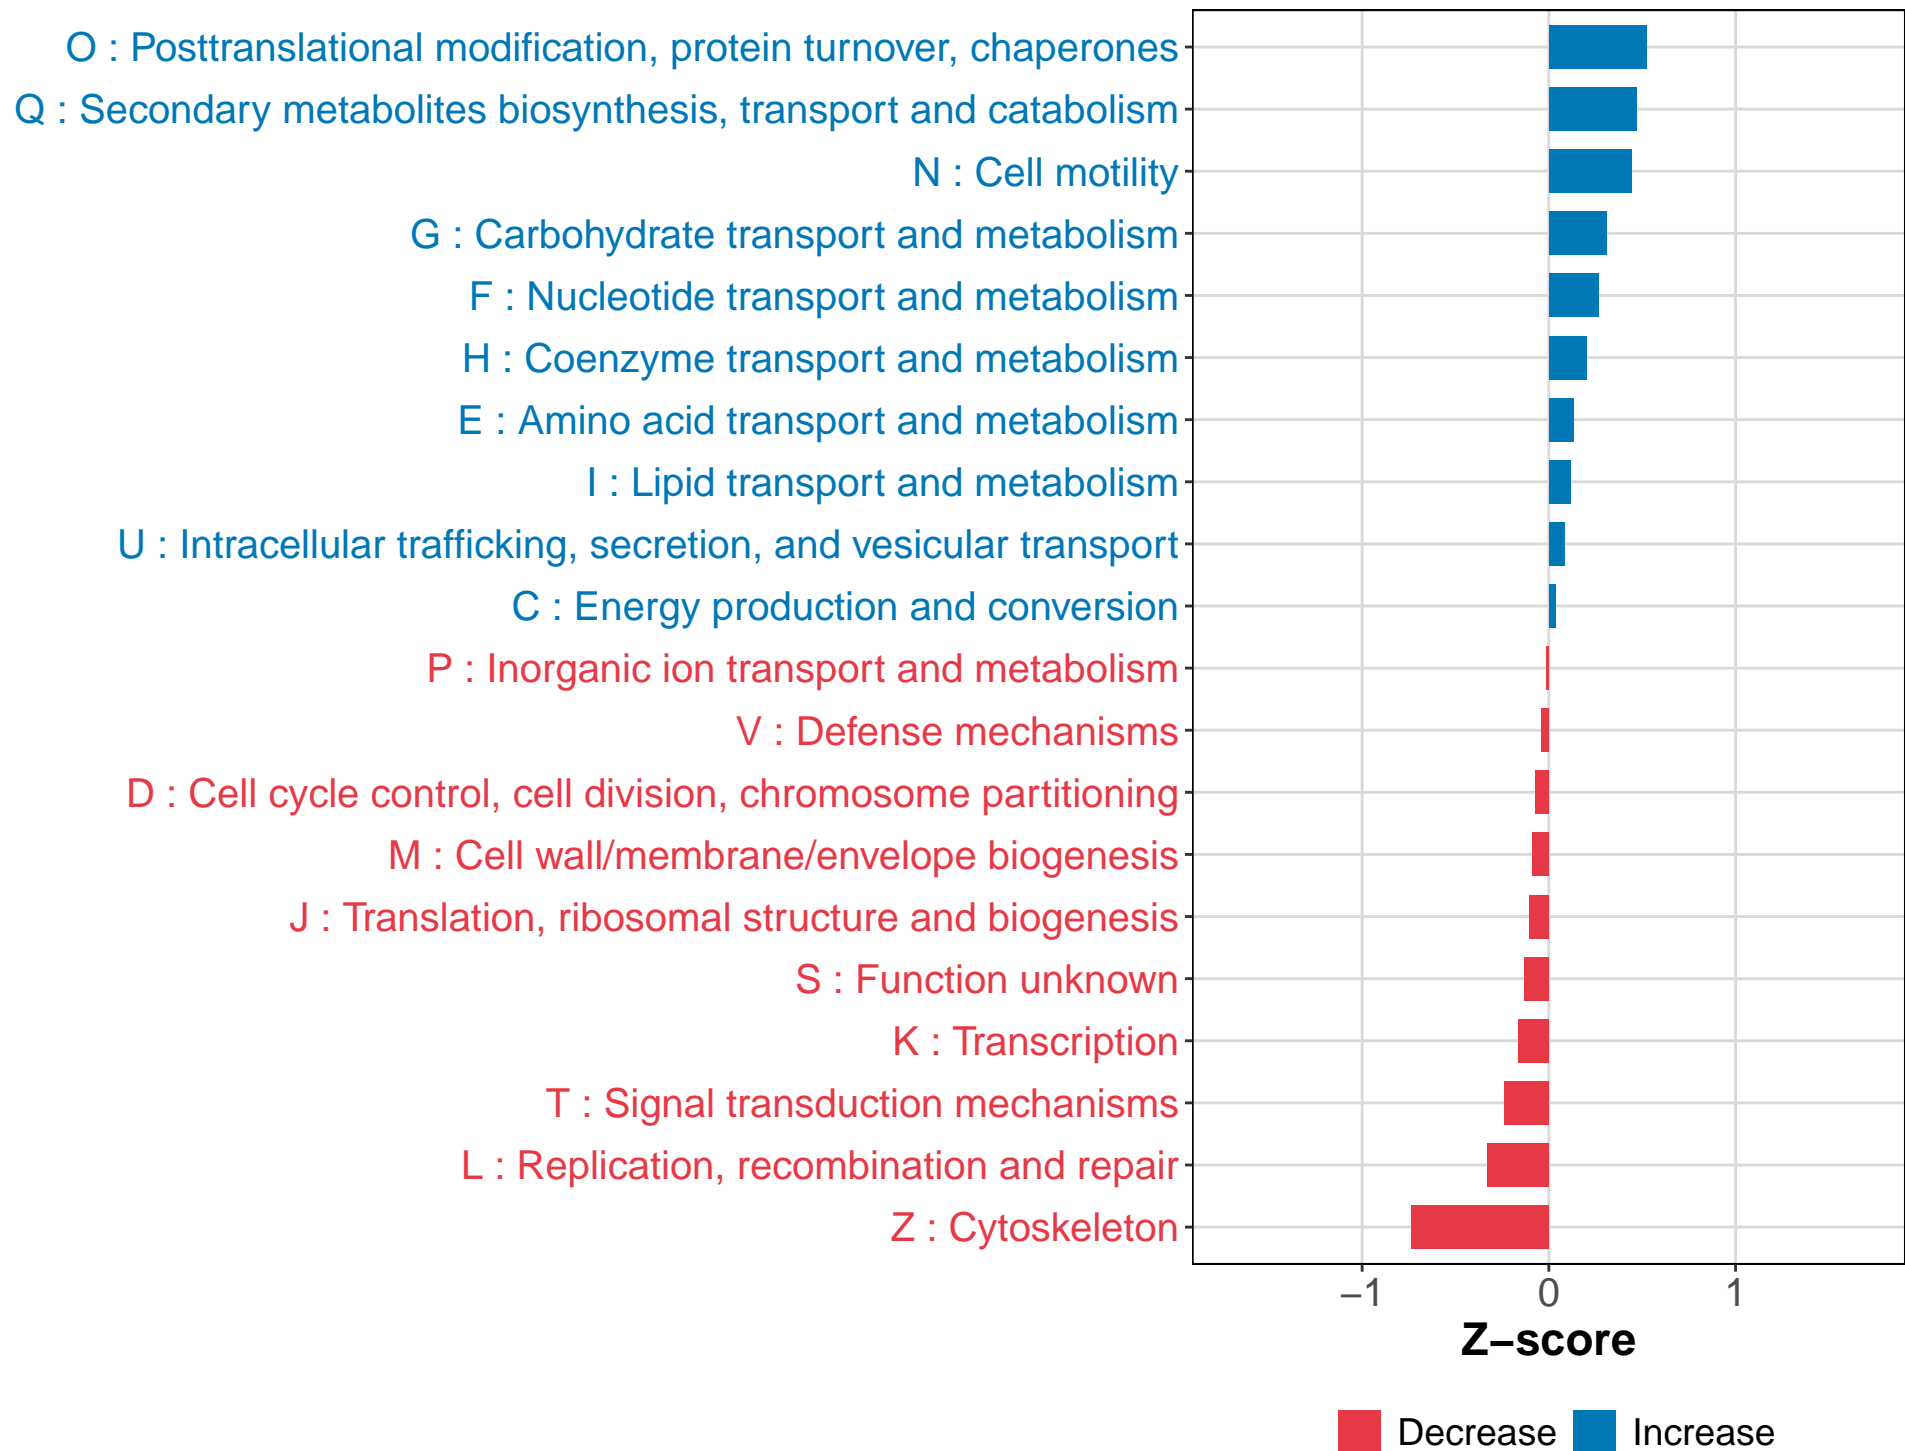 O : Posttranslational modification, protein turnover, chaperones
Q : Secondary metabolites biosynthesis, transport and catabolism
N : Cell motility
G : Carbohydrate transport and metabolism
F : Nucleotide transport and metabolism
H : Coenzyme transport and metabolism
E : Amino acid transport and metabolism
I : Lipid transport and metabolism
U : Intracellular trafficking, secretion, and vesicular transport
C : Energy production and conversion
P : Inorganic ion transport and metabolism
V : Defense mechanisms
D : Cell cycle control, cell division, chromosome partitioning
M : Cell wall/membrane/envelope biogenesis
J : Translation, ribosomal structure and biogenesis
S : Function unknown
K : Transcription
T : Signal transduction mechanisms
L : Replication, recombination and repair
Z : Cytoskeleton
−1 0 1
Z−score
Decrease Increase